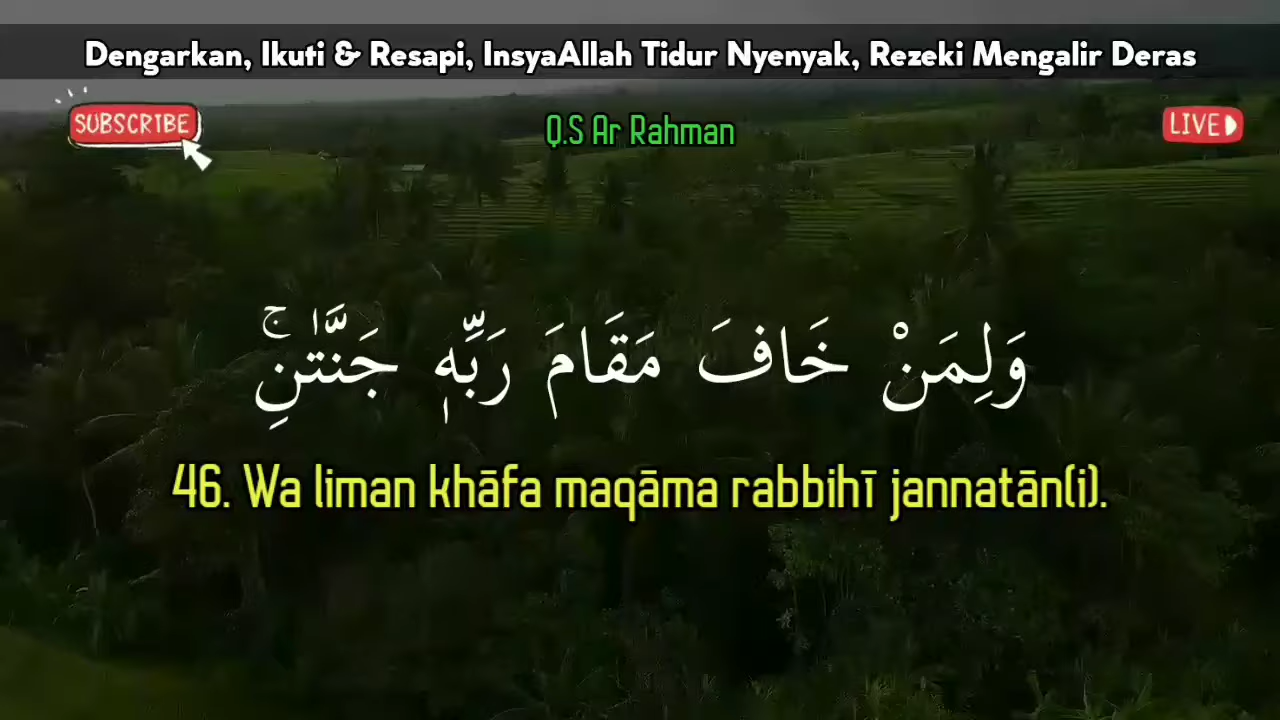 Dengarkan, Ikuti & Resapi, InsyaAllah Tidur Nyenyak, Rezeki Mengalir Deras
SUBSCRIBE
Q.S Ar Rahman
LIVE
وَلِمَنْ خَافَ مَقَامَ رَبِّهٖ جَنَّتٰنِۚ
46. Wa liman khāfa maqāma rabbihī jannatān(i).